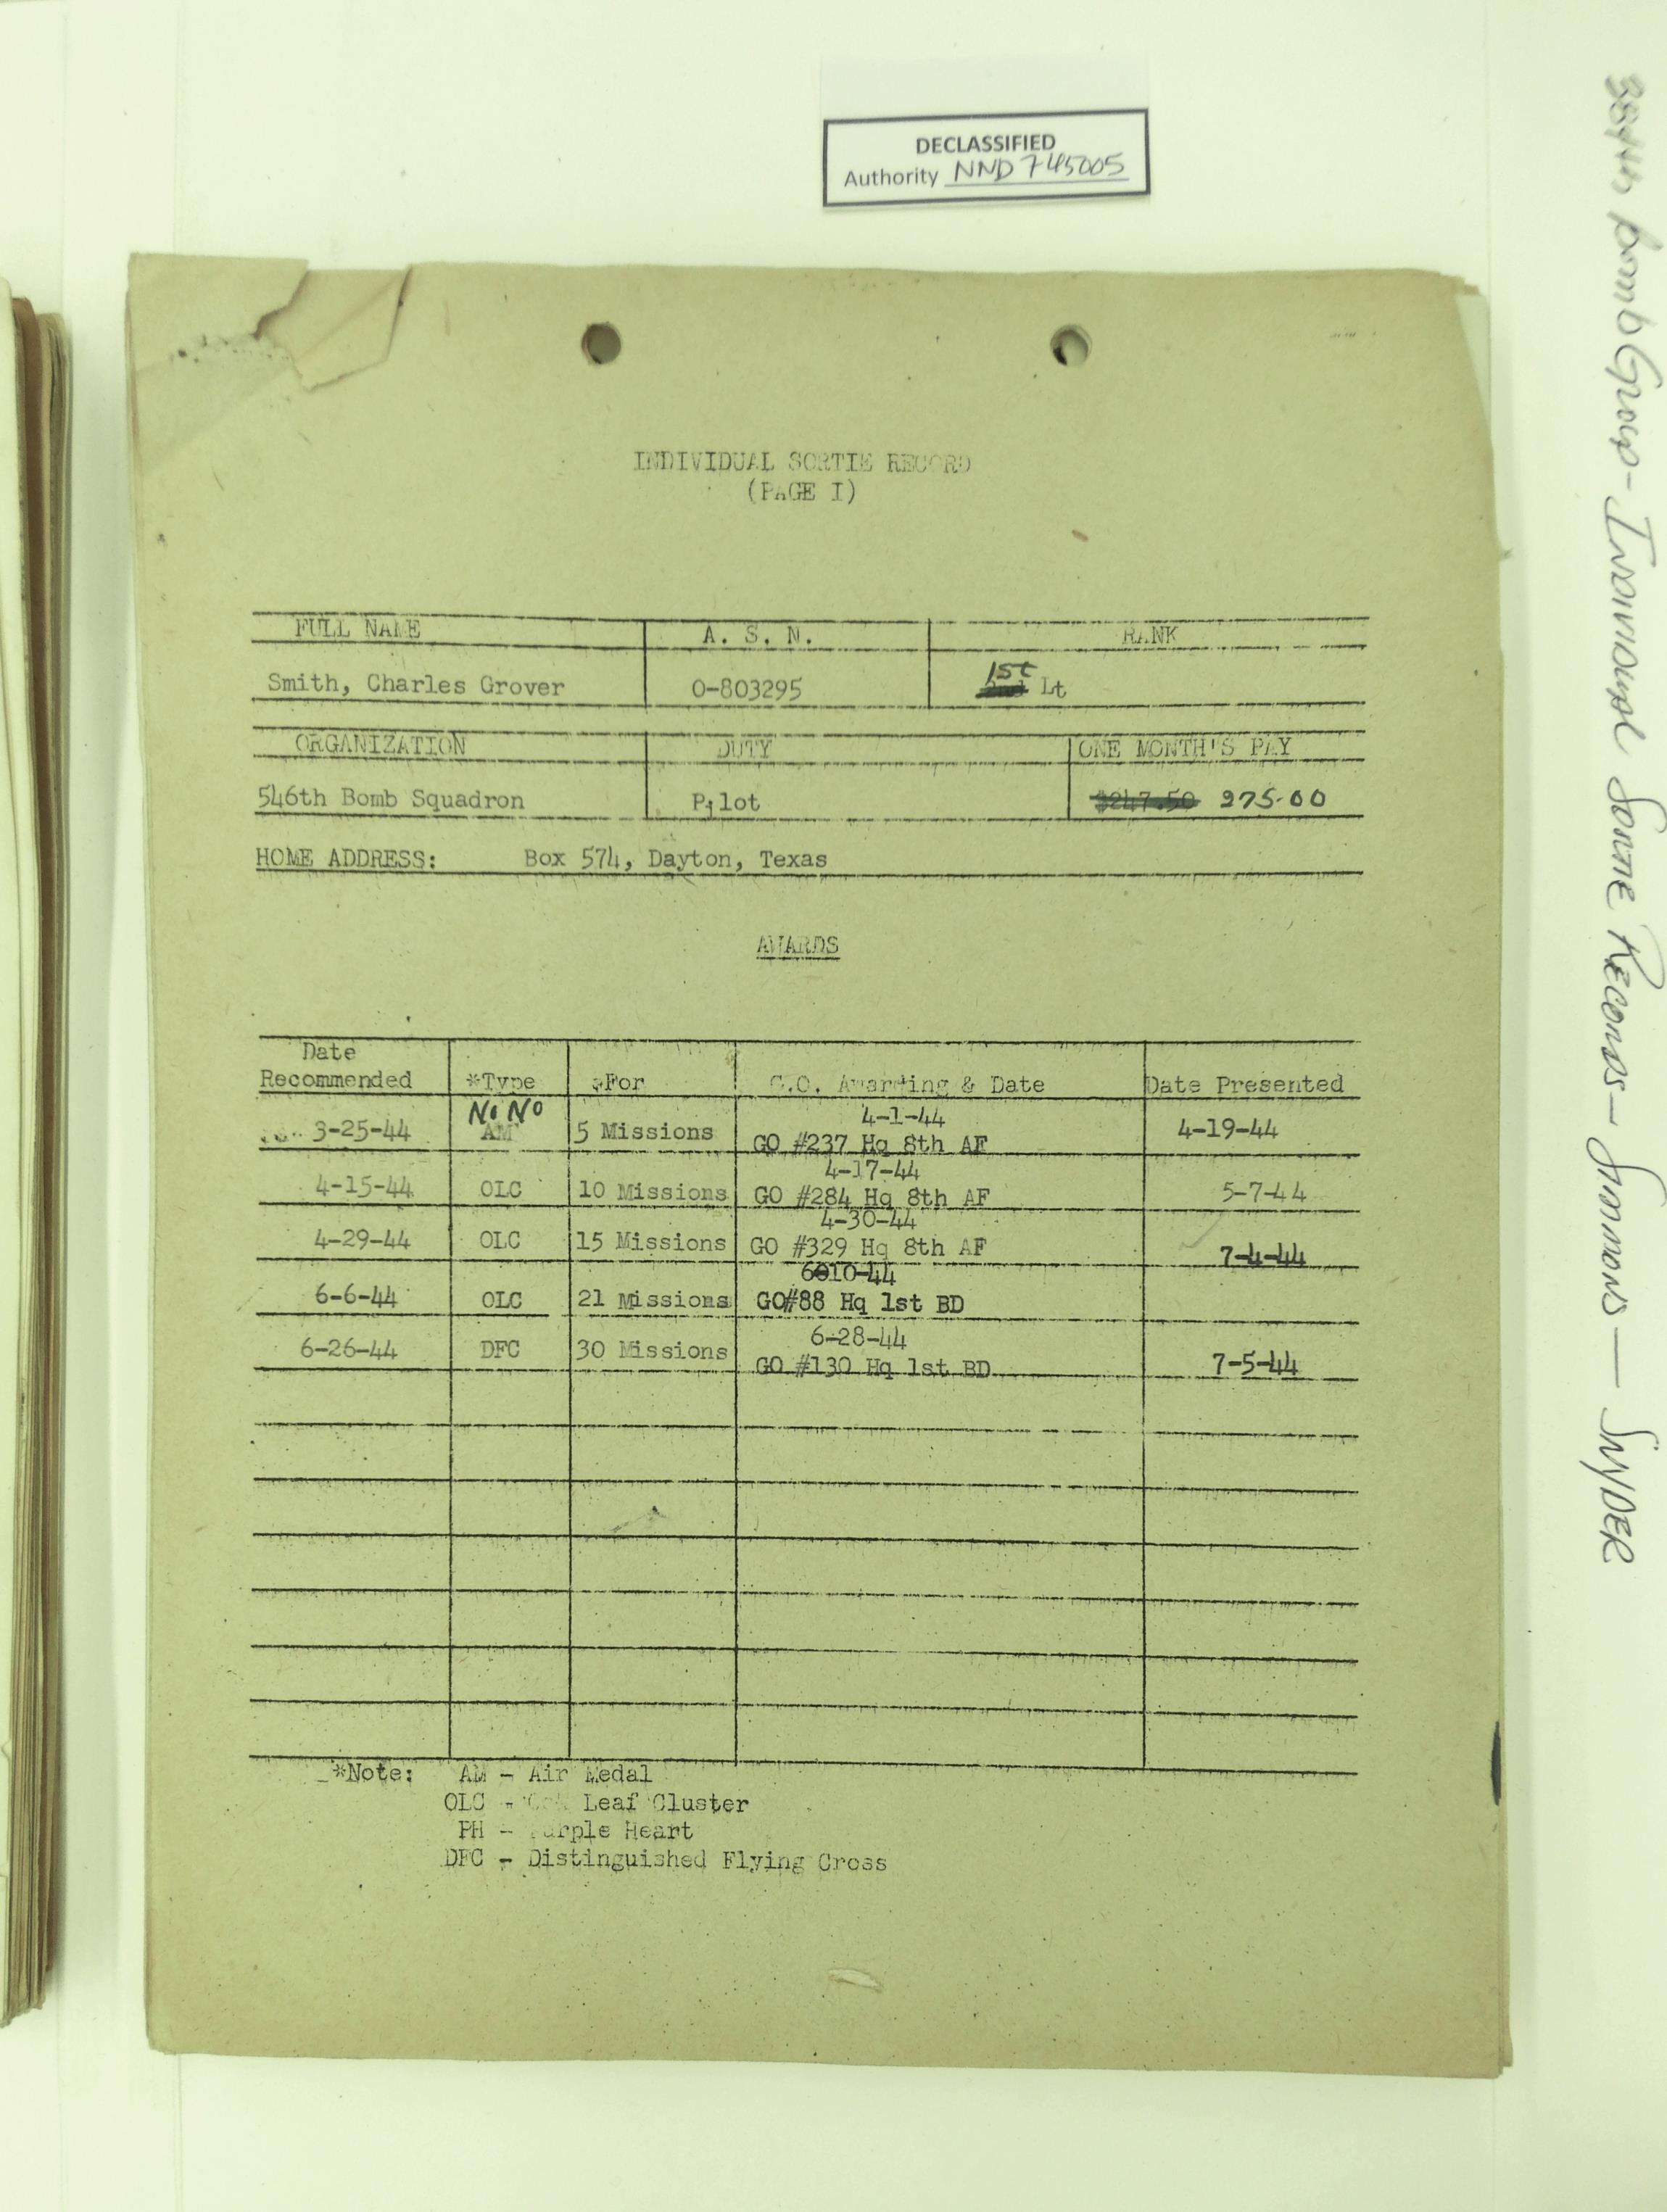 DECLASSIFIED
Authority NND 745005
INDIVIDUAL SORTIE RECORD
(PAGE I)
FULL NAME A. S. N. RANK
Smith, Charles Grover O-803295 1st 2nd Lt
ORGANIZATION DUTY ONE MONTH'S PAY
546th Bomb Squadron Pilot $247.50 275.00
HOME ADDRESS: Box 574, Dayton, Texas
AWARDS
Date
Recommended *Type *For G.O. Awarding & Date Date Presented
No No 4-1-44
3-25-44 AM 5 Missions GO #237 Hq 8th AF 4-19-44
4-17-44
4-15-44 OLC 10 Missions GO #284 Hq 8th AF 5-7-44
4-30-44
4-29-44 OLC 15 Missions GO #329 Hq 8th AF 7-4-44
6010-44
6-6-44 OLC 21 Missions GO#88 Hq 1st BD
6-28-44
6-26-44 DFC 30 Missions GO #130 Hq 1st BD 7-5-44
*Note: AM - Air Medal
OLC - Oak Leaf Cluster
PH - Purple Heart
DFC - Distinguished Flying Cross
384th Bomb Group - Individual Sortie Records - Simmons — Snyder